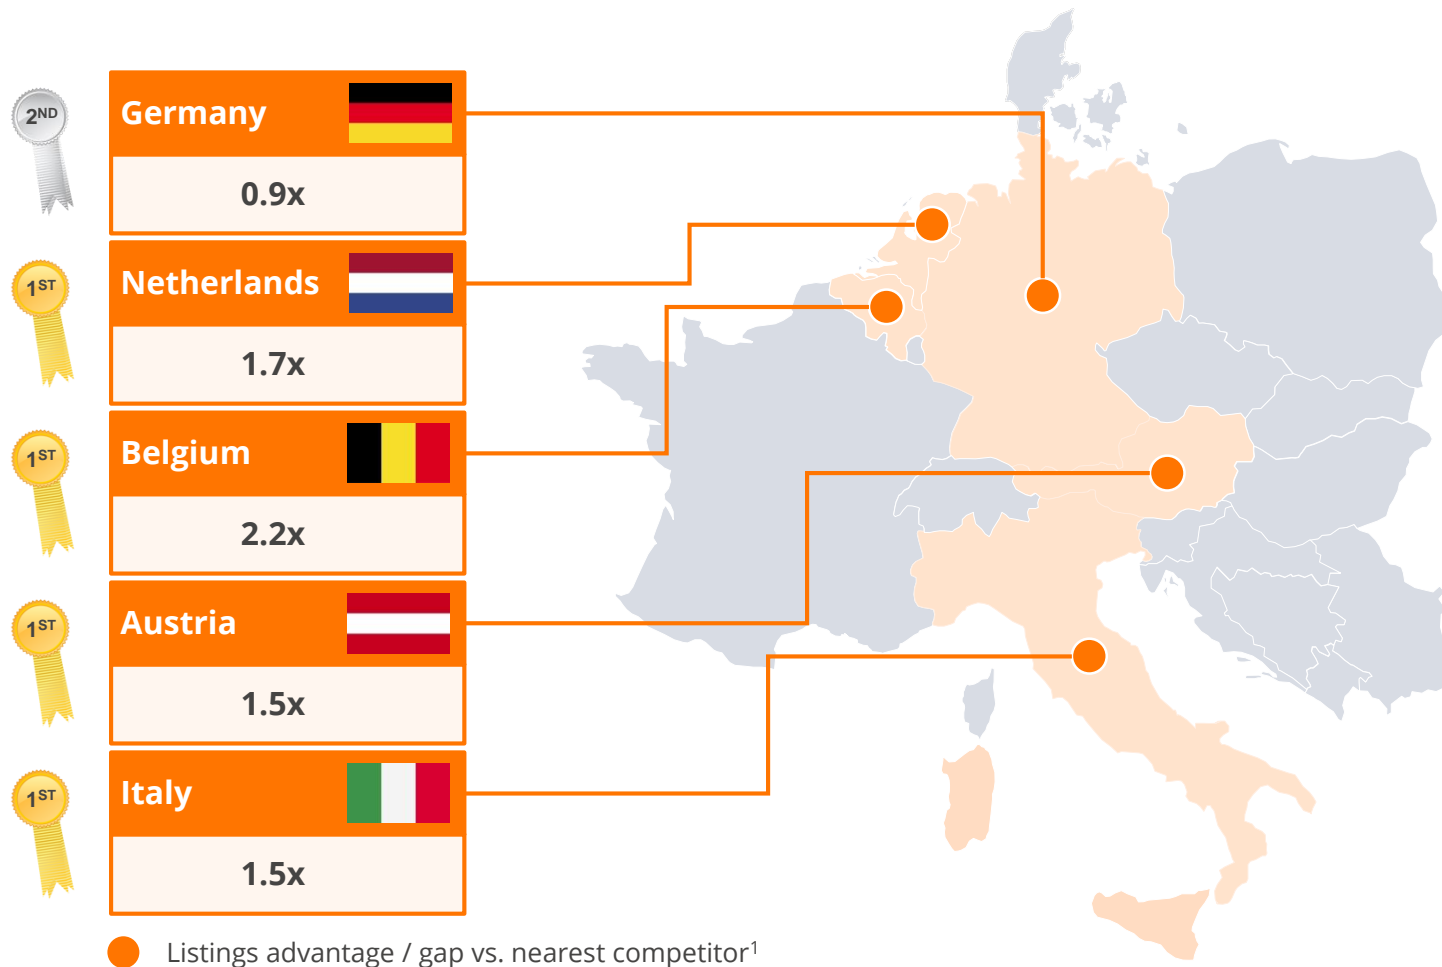 2ND
Germany
0.9x
1ST
Netherlands
1.7x
1ST
Belgium
2.2x
1ST
Austria
1.5x
1ST
Italy
1.5x
Listings advantage / gap vs. nearest competitor1